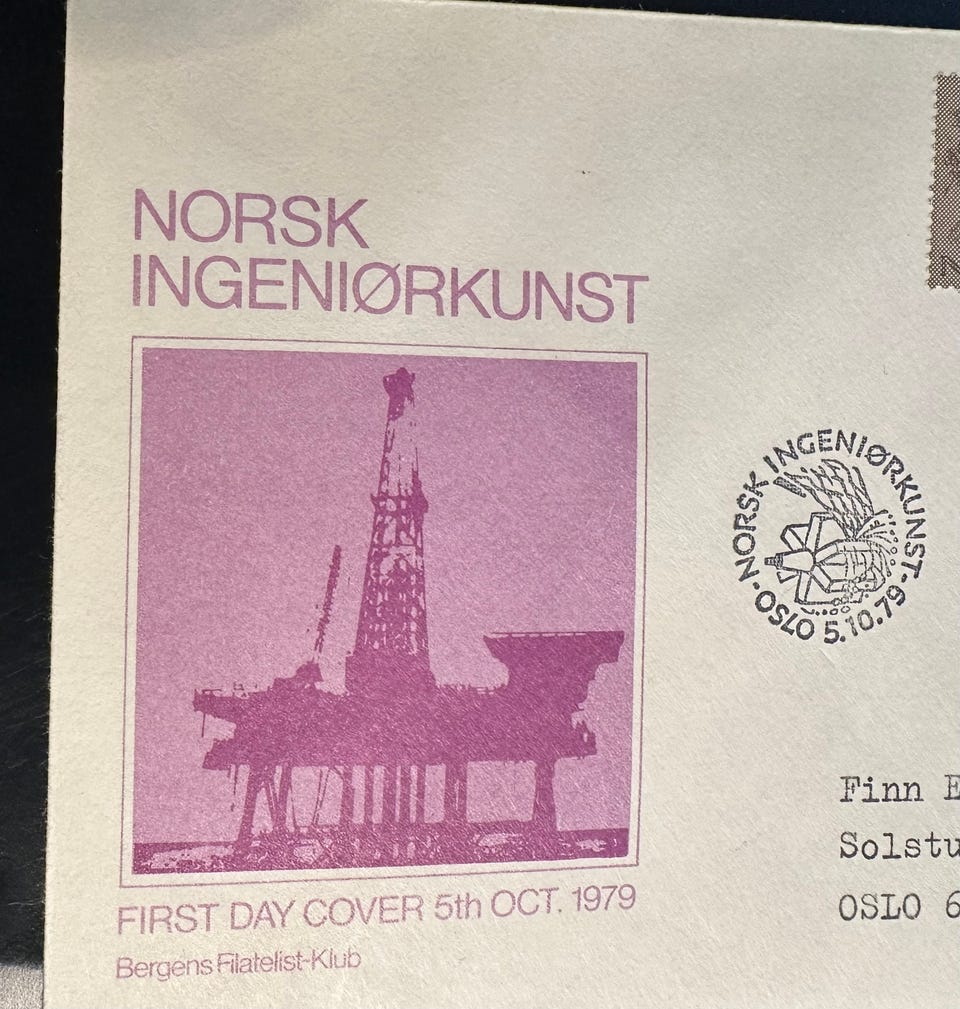 NORSK
INGENIØRKUNST
NORSK INGENIØRKUNST
OSLO 5.10.79
Finn
OSLO 6
FIRST DAY COVER 5th OCT. 1979
Bergens Filatelist-Klub